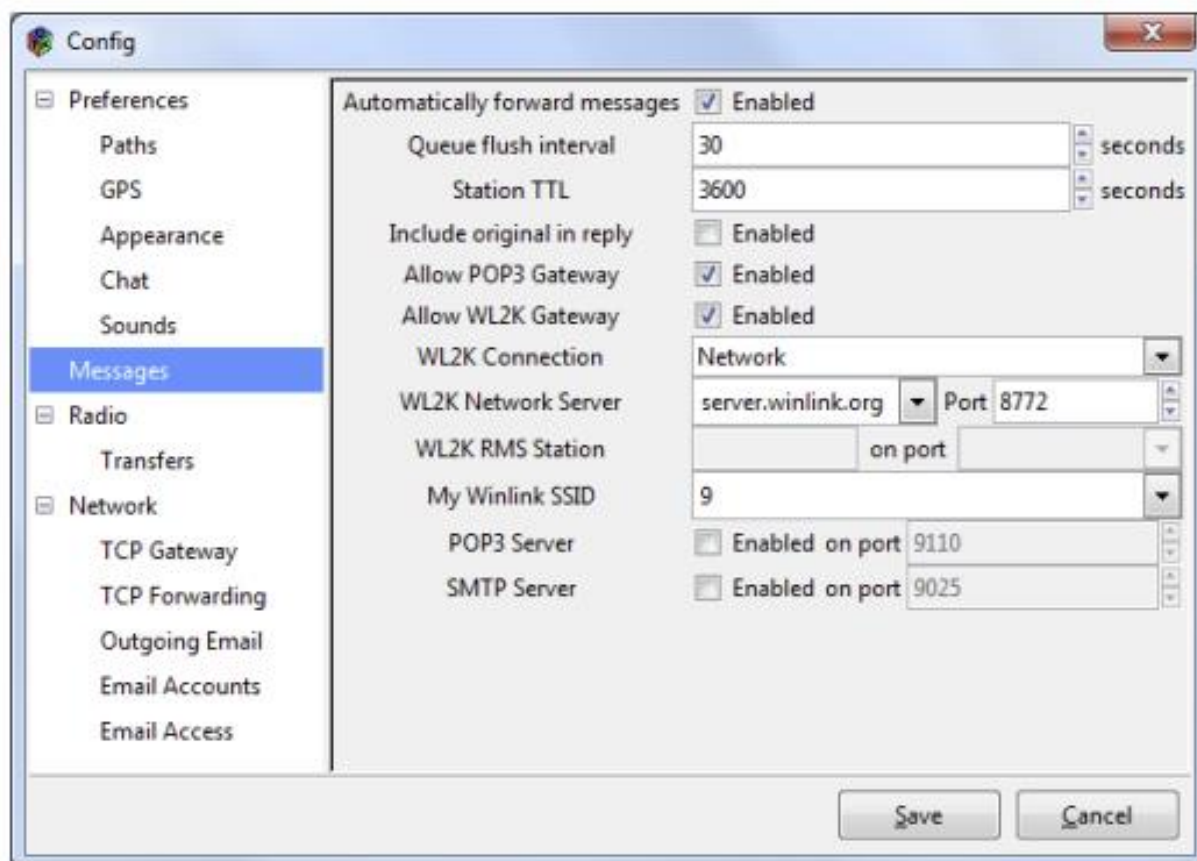 Config
Preferences
Paths
GPS
Appearance
Chat
Sounds
Messages
Radio
Transfers
Network
TCP Gateway
TCP Forwarding
Outgoing Email
Email Accounts
Email Access
Automatically forward messages Enabled
Queue flush interval 30 seconds
Station TTL 3600 seconds
Include original in reply Enabled
Allow POP3 Gateway Enabled
Allow WL2K Gateway Enabled
WL2K Connection Network
WL2K Network Server server.winlink.org Port 8772
WL2K RMS Station on port
My Winlink SSID 9
POP3 Server Enabled on port 9110
SMTP Server Enabled on port 9025
Save Cancel